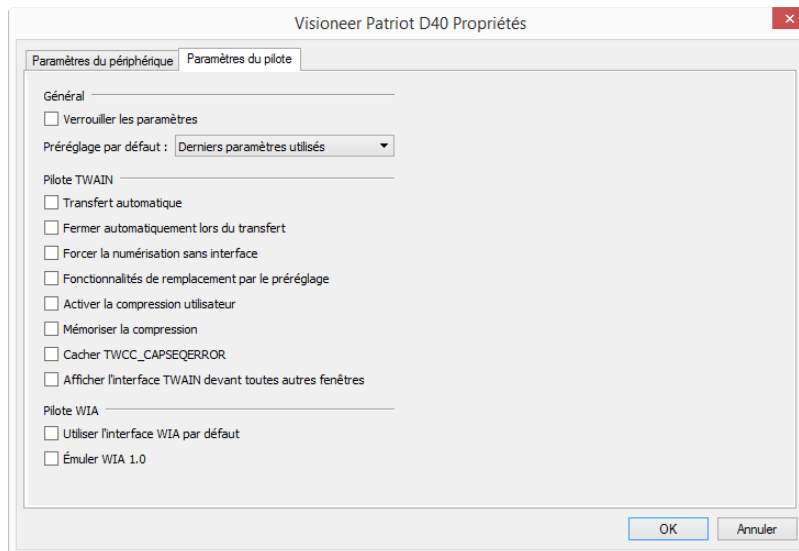 Visioneer Patriot D40 Propriétés
Paramètres du périphérique
Paramètres du pilote
Général
Verrouiller les paramètres
Préréglage par défaut : Derniers paramètres utilisés
Pilote TWAIN
Transfert automatique
Fermer automatiquement lors du transfert
Forcer la numérisation sans interface
Fonctionnalités de remplacement par le préréglage
Activer la compression utilisateur
Mémoriser la compression
Cacher TWCC_CAPSEQERROR
Afficher l'interface TWAIN devant toutes autres fenêtres
Pilote WIA
Utiliser l'interface WIA par défaut
Émuler WIA 1.0
OK
Annuler